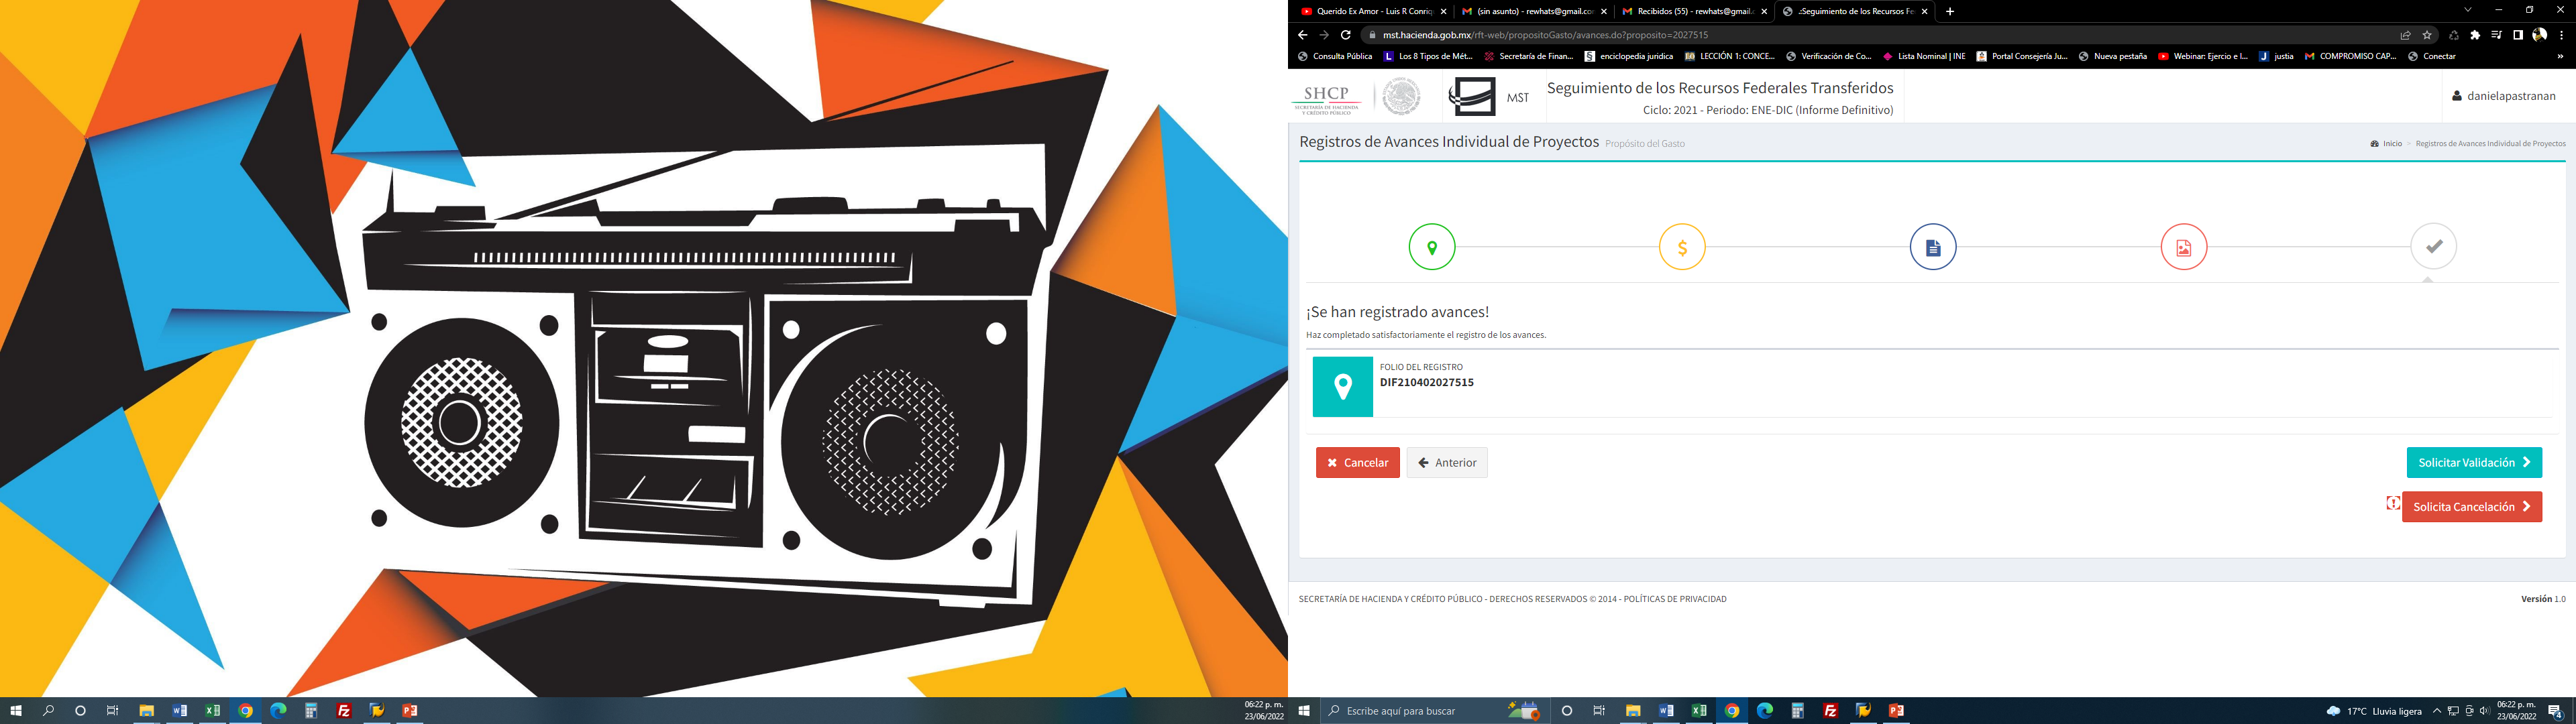 Querido Ex Amor - Luis R Conriq
(sin asunto) - rewhats@gmail.co
Recibidos (55) - rewhats@gmail.c
.:Seguimiento de los Recursos Fe
mst.hacienda.gob.mx/rft-web/propositoGasto/avances.do?proposito=2027515
Consulta Pública
Los 8 Tipos de Mét...
Secretaría de Finan...
enciclopedia juridica
LECCIÓN 1: CONCE...
Verificación de Co...
Lista Nominal | INE
Portal Consejería Ju...
Nueva pestaña
Webinar: Ejercio e I...
justia
COMPROMISO CAP...
Conectar
»
SHCP
SECRETARÍA DE HACIENDA
Y CRÉDITO PÚBLICO
MST
Seguimiento de los Recursos Federales Transferidos
Ciclo: 2021 - Periodo: ENE-DIC (Informe Definitivo)
danielapastranan
Registros de Avances Individual de Proyectos Propósito del Gasto
Inicio > Registros de Avances Individual de Proyectos
¡Se han registrado avances!
Haz completado satisfactoriamente el registro de los avances.
FOLIO DEL REGISTRO
DIF210402027515
Cancelar
Anterior
Solicitar Validación
Solicita Cancelación
SECRETARÍA DE HACIENDA Y CRÉDITO PÚBLICO - DERECHOS RESERVADOS © 2014 - POLÍTICAS DE PRIVACIDAD
Versión 1.0
06:22 p. m.
23/06/2022
Escribe aquí para buscar
17°C Lluvia ligera
06:22 p. m.
23/06/2022
4